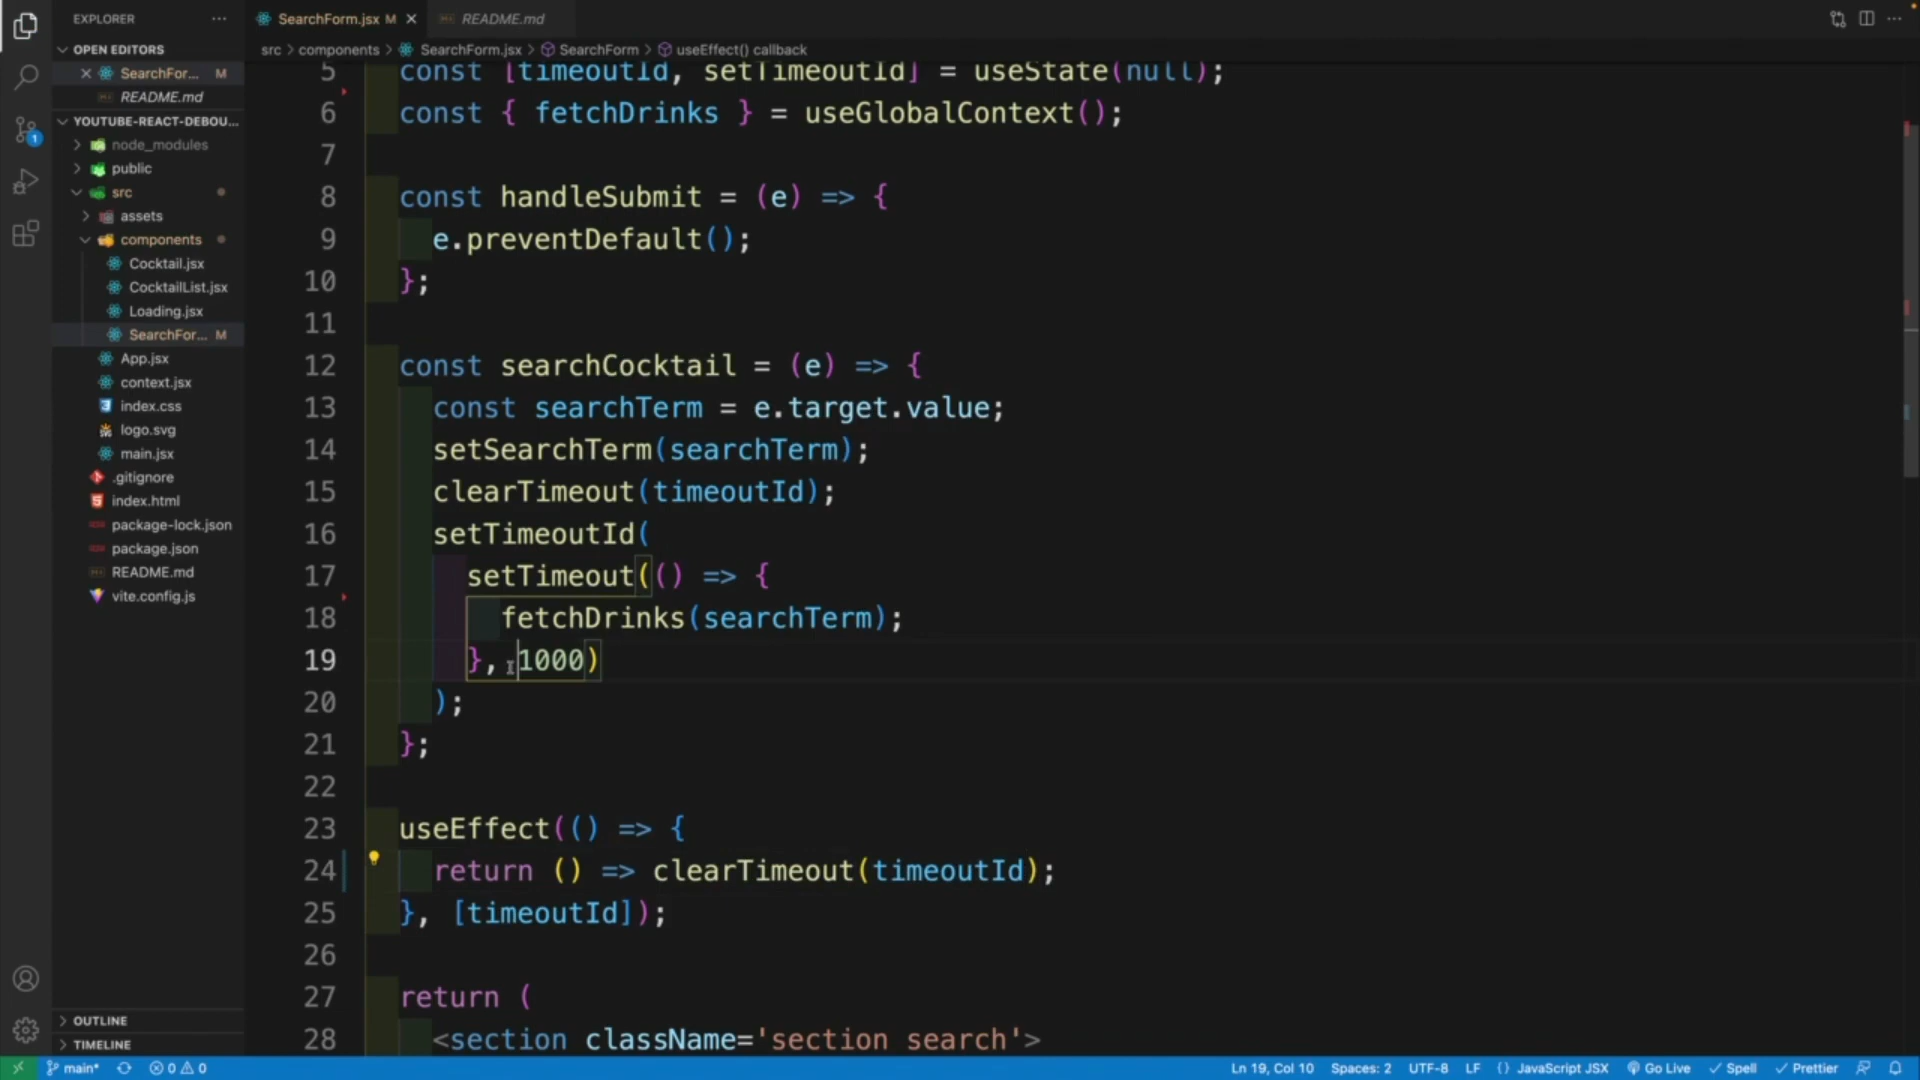 EXPLORER
OPEN EDITORS
SearchFor... M
README.md
YOUTUBE-REACT-DEBOU...
node_modules
public
src
assets
components
Cocktail.jsx
CocktailList.jsx
Loading.jsx
SearchFor... M
App.jsx
context.jsx
index.css
logo.svg
main.jsx
.gitignore
index.html
package-lock.json
package.json
README.md
vite.config.js
OUTLINE
TIMELINE
1
SearchForm.jsx M
README.md
src > components > SearchForm.jsx > SearchForm > useEffect() callback
5 const [timeoutId, setTimeoutId] = useState(null);
6 const { fetchDrinks } = useGlobalContext();
7
8 const handleSubmit = (e) => {
9 e.preventDefault();
10 };
11
12 const searchCocktail = (e) => {
13 const searchTerm = e.target.value;
14 setSearchTerm(searchTerm);
15 clearTimeout(timeoutId);
16 setTimeoutId(
17 setTimeout(() => {
18 fetchDrinks(searchTerm);
19 }, 1000)
20 );
21 };
22
23 useEffect(() => {
24 return () => clearTimeout(timeoutId);
25 }, [timeoutId]);
26
27 return (
28 <section className='section search'>
main* 0 0 Ln 19, Col 10 Spaces: 2 UTF-8 LF {} JavaScript JSX Go Live Spell Prettier